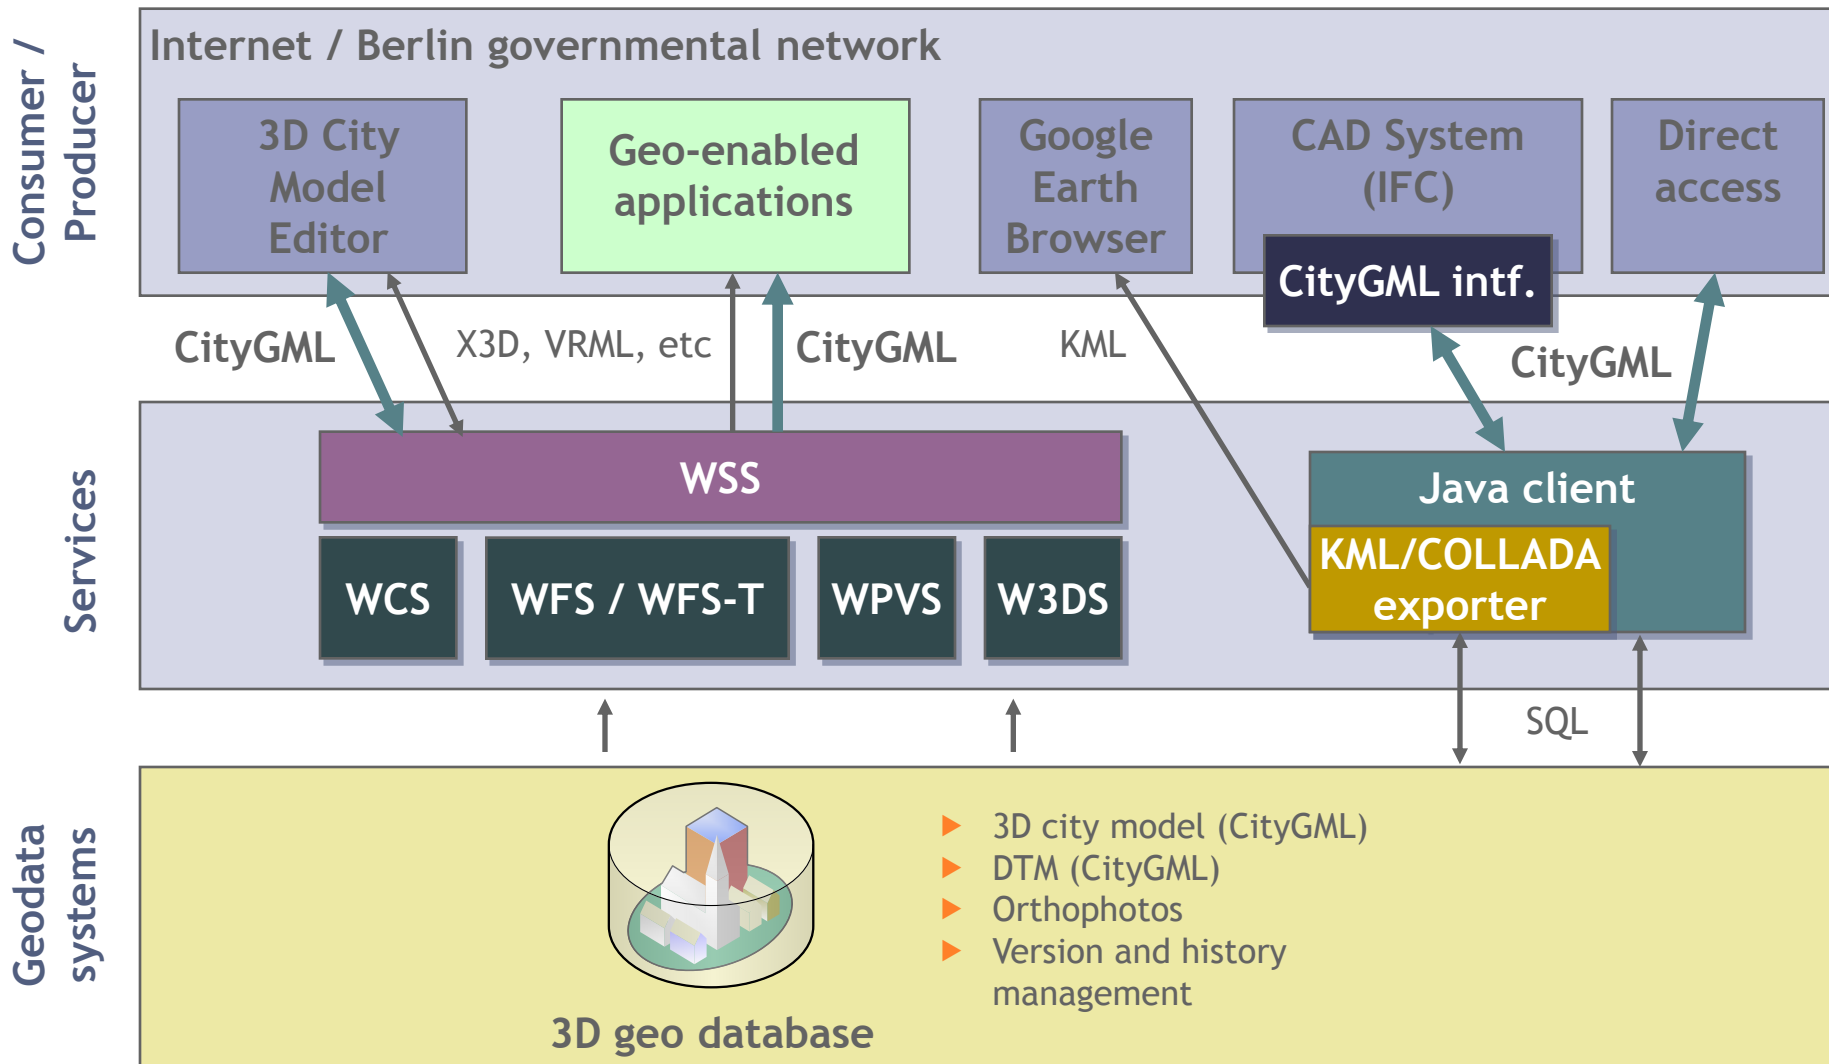 Consumer /
Producer
Internet / Berlin governmental network
3D City
Model
Editor
Geo-enabled
applications
Google
Earth
Browser
CAD System
(IFC)
CityGML intf.
Direct
access
CityGML
X3D, VRML, etc
CityGML
KML
CityGML
Services
WSS
WCS
WFS / WFS-T
WPVS
W3DS
Java client
KML/COLLADA
exporter
SQL
Geodata
systems
3D geo database
3D city model (CityGML)
DTM (CityGML)
Orthophotos
Version and history
management